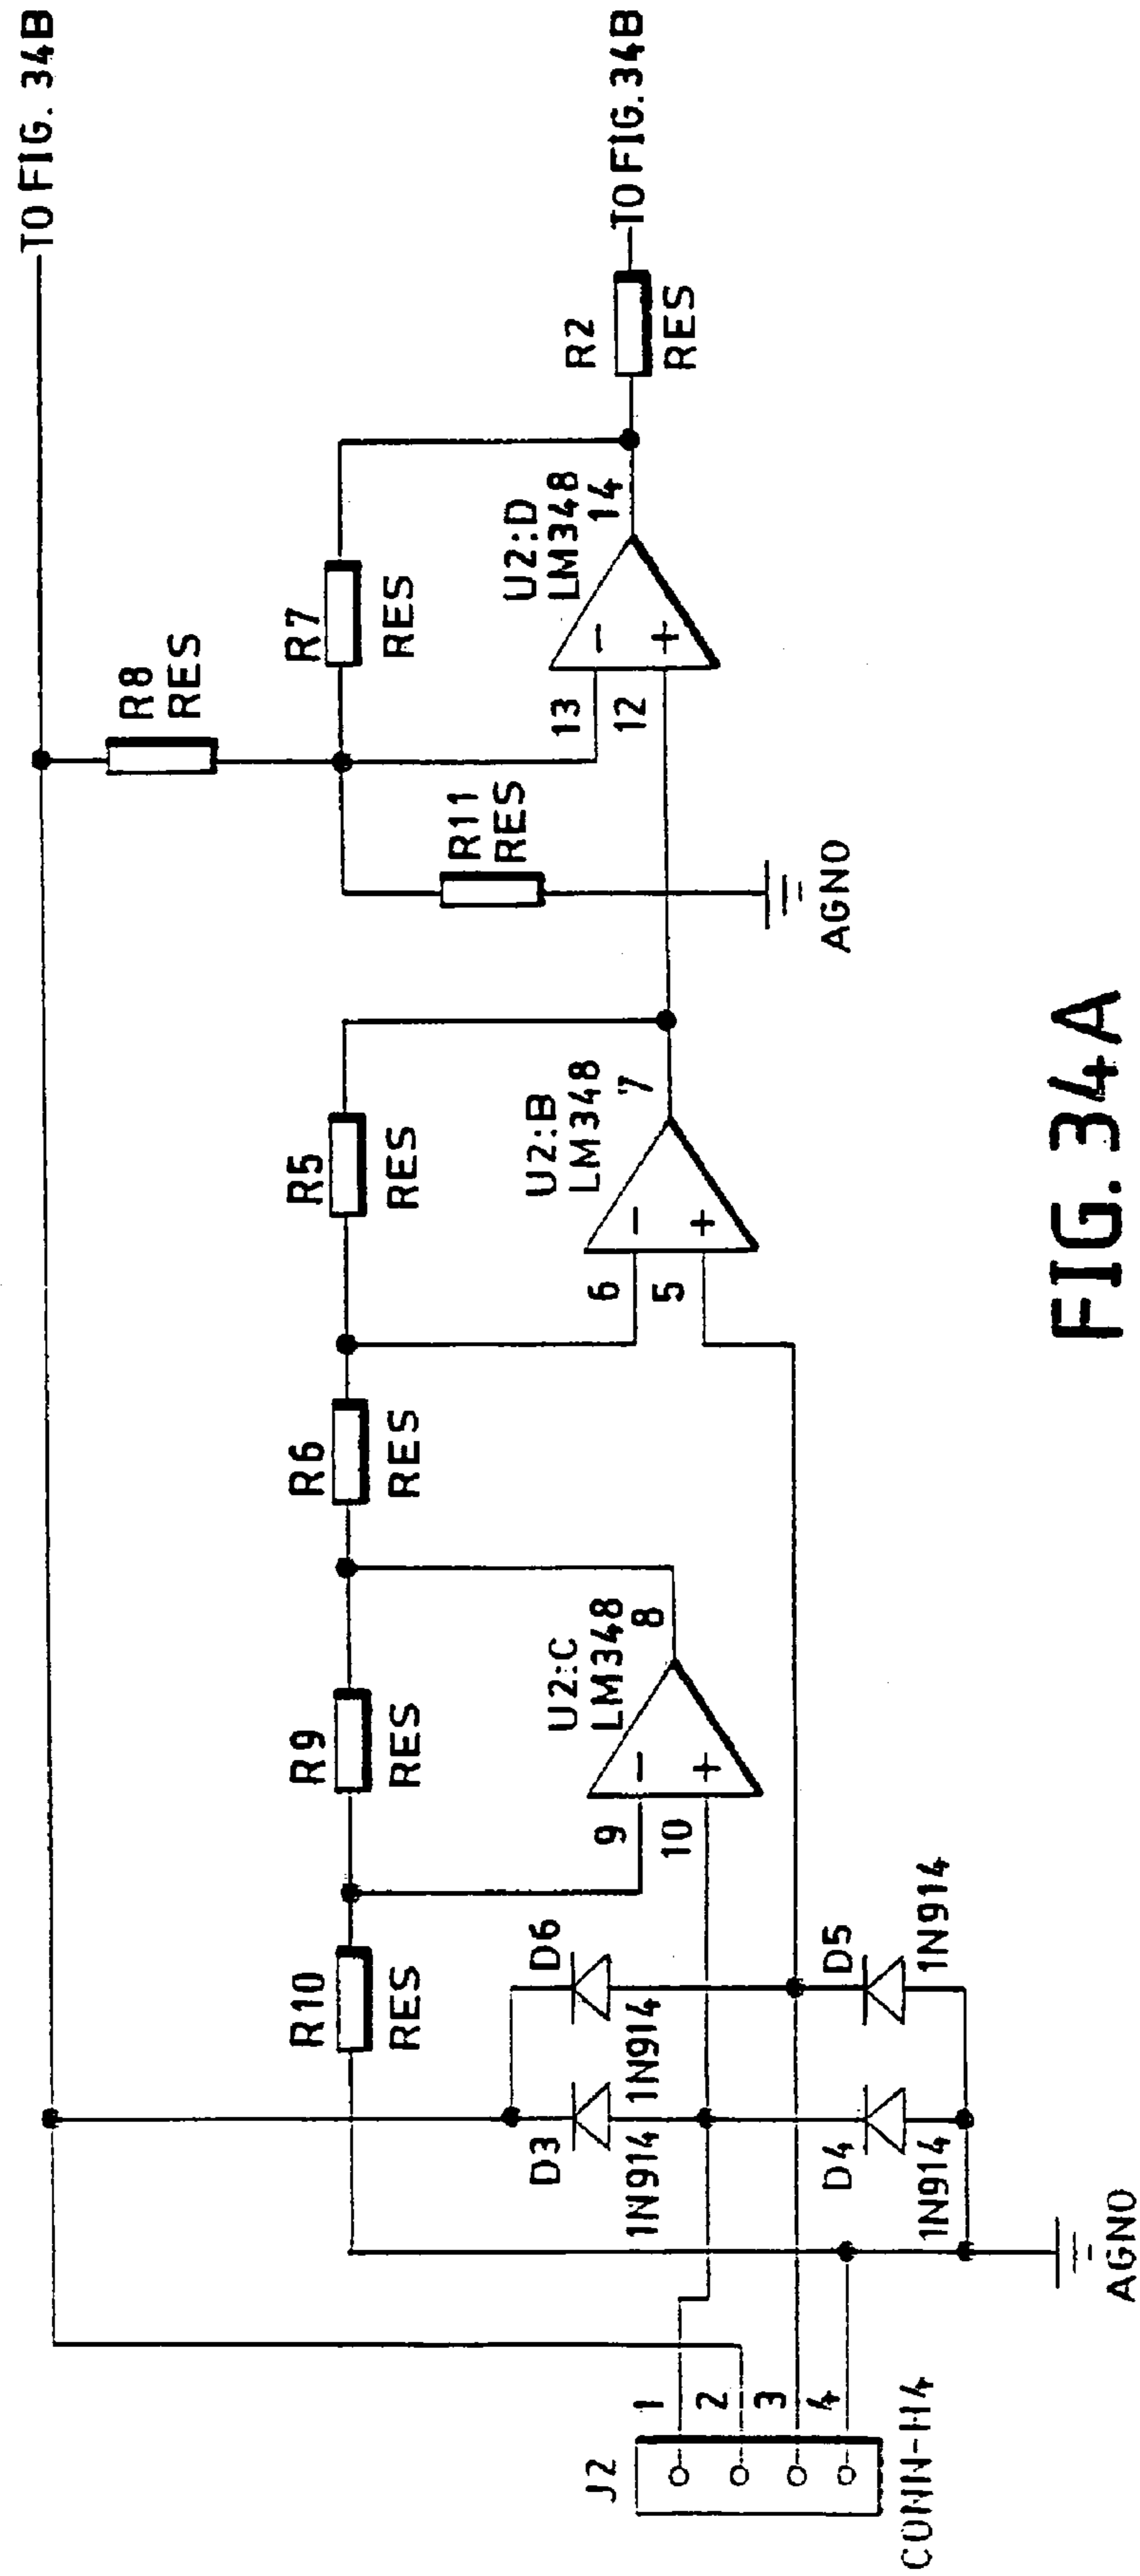 TO FIG. 34B
R8
RES
R7
RES
R11
RES
U2:D
LM348
13
12
14
R2
RES
TO FIG. 34B
AGND
R5
RES
U2:B
LM348
6
5
7
R6
RES
R9
RES
U2:C
LM348
9
10
8
R10
RES
D3
1N914
D6
1N914
D4
1N914
D5
1N914
J2
1
2
3
4
CONN-H4
AGND
FIG. 34A